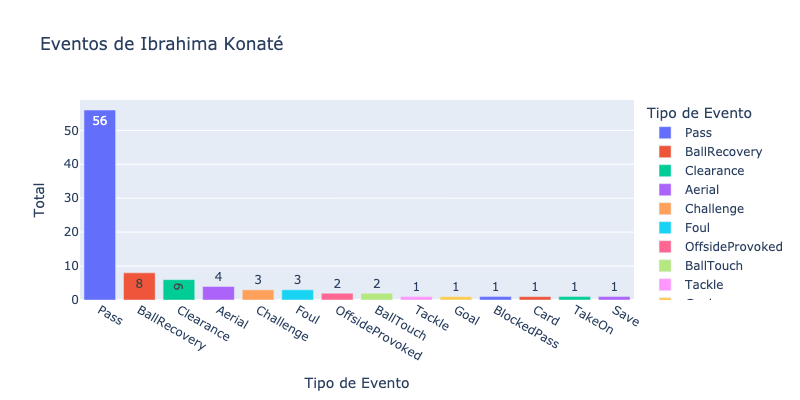 Eventos de Ibrahima Konaté
Tipo de Evento
Pass
BallRecovery
Clearance
Aerial
Challenge
Foul
OffsideProvoked
BallTouch
Tackle
Total
50
40
30
20
10
0
56
8
6
4
3
3
2
2
1
1
1
1
1
1
Pass
BallRecovery
Clearance
Aerial
Challenge
Foul
OffsideProvoked
BallTouch
Tackle
Goal
BlockedPass
Card
TakeOn
Save
Tipo de Evento